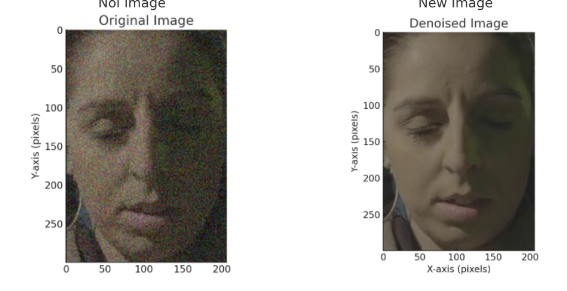 Noi Image
New Image
Original Image
Denoised Image
0
50
100
150
200
250
Y-axis (pixels)
0 50 100 150 200
0
50
100
150
200
250
Y-axis (pixels)
0 50 100 150 200
X-axis (pixels)